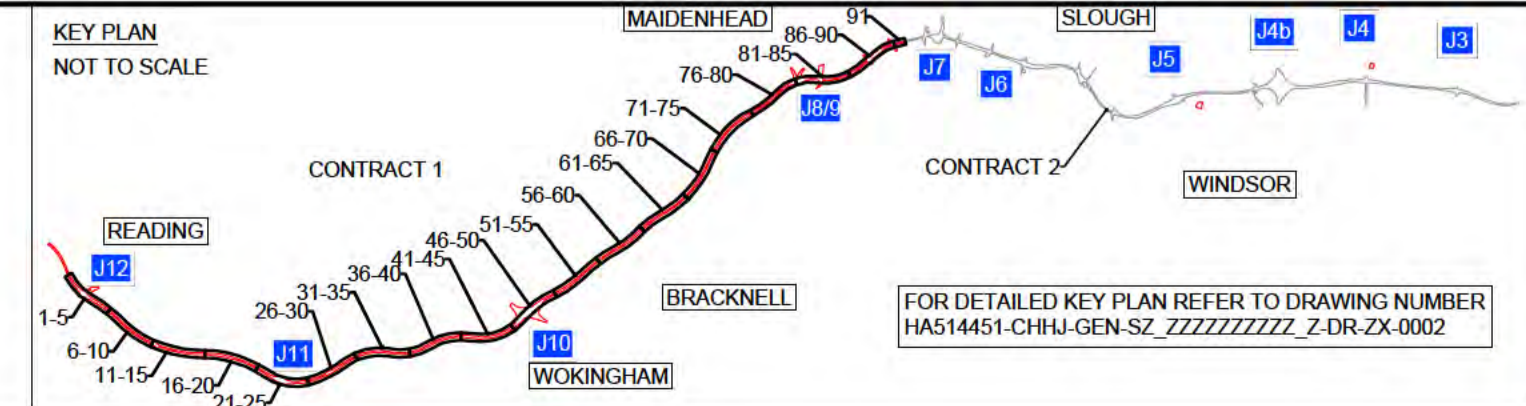 KEY PLAN
NOT TO SCALE
MAIDENHEAD
91
86-90
81-85
76-80
71-75
66-70
61-65
56-60
51-55
46-50
41-45
36-40
31-35
26-30
CONTRACT 1
READING
J12
1-5
6-10
11-15
16-20
21-25
J11
J10
WOKINGHAM
BRACKNELL
J8/9
J7
J6
SLOUGH
J5
J4b
J4
J3
CONTRACT 2
WINDSOR
FOR DETAILED KEY PLAN REFER TO DRAWING NUMBER
HA514451-CHHJ-GEN-SZ_ZZZZZZZZZZ_Z-DR-ZX-0002